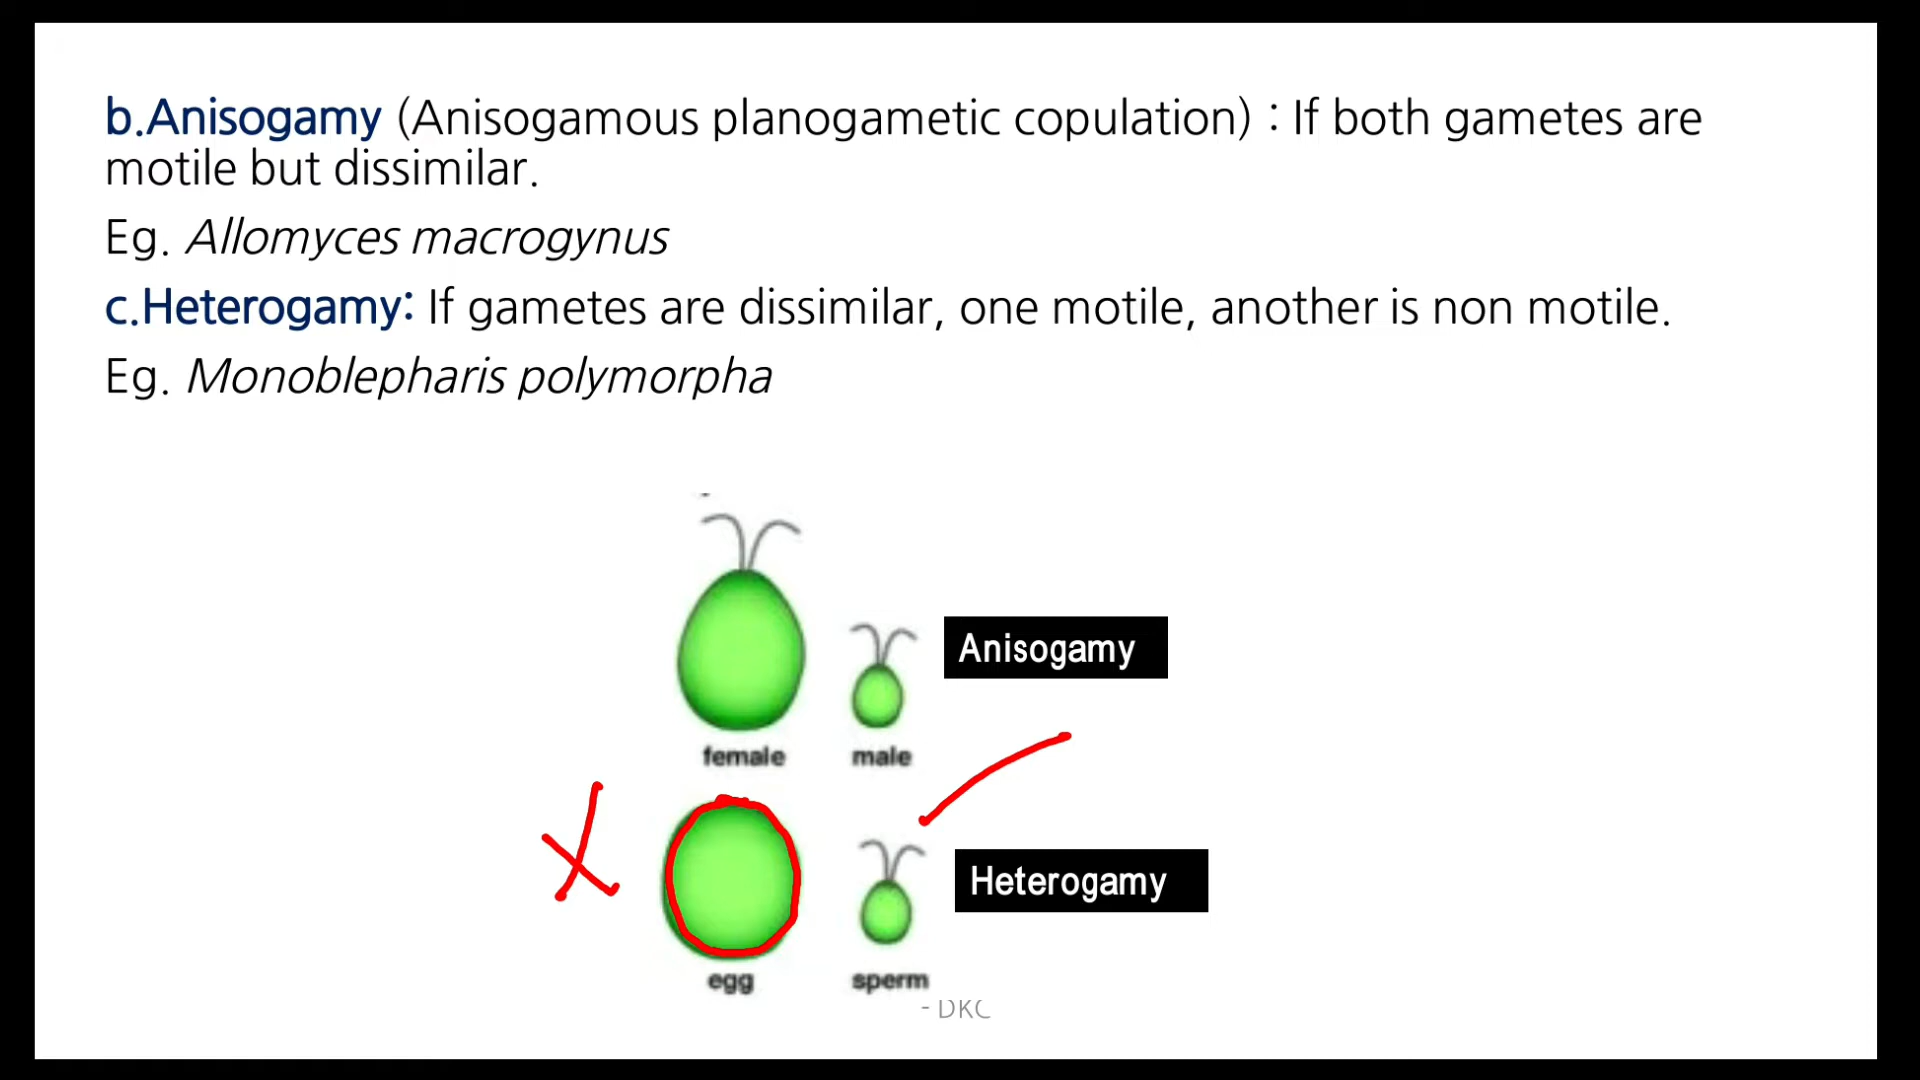 b.Anisogamy (Anisogamous planogametic copulation) : If both gametes are
motile but dissimilar.
Eg. Allomyces macrogynus
c.Heterogamy: If gametes are dissimilar, one motile, another is non motile.
Eg. Monoblepharis polymorpha
Anisogamy
female male
Heterogamy
egg sperm
- DKC